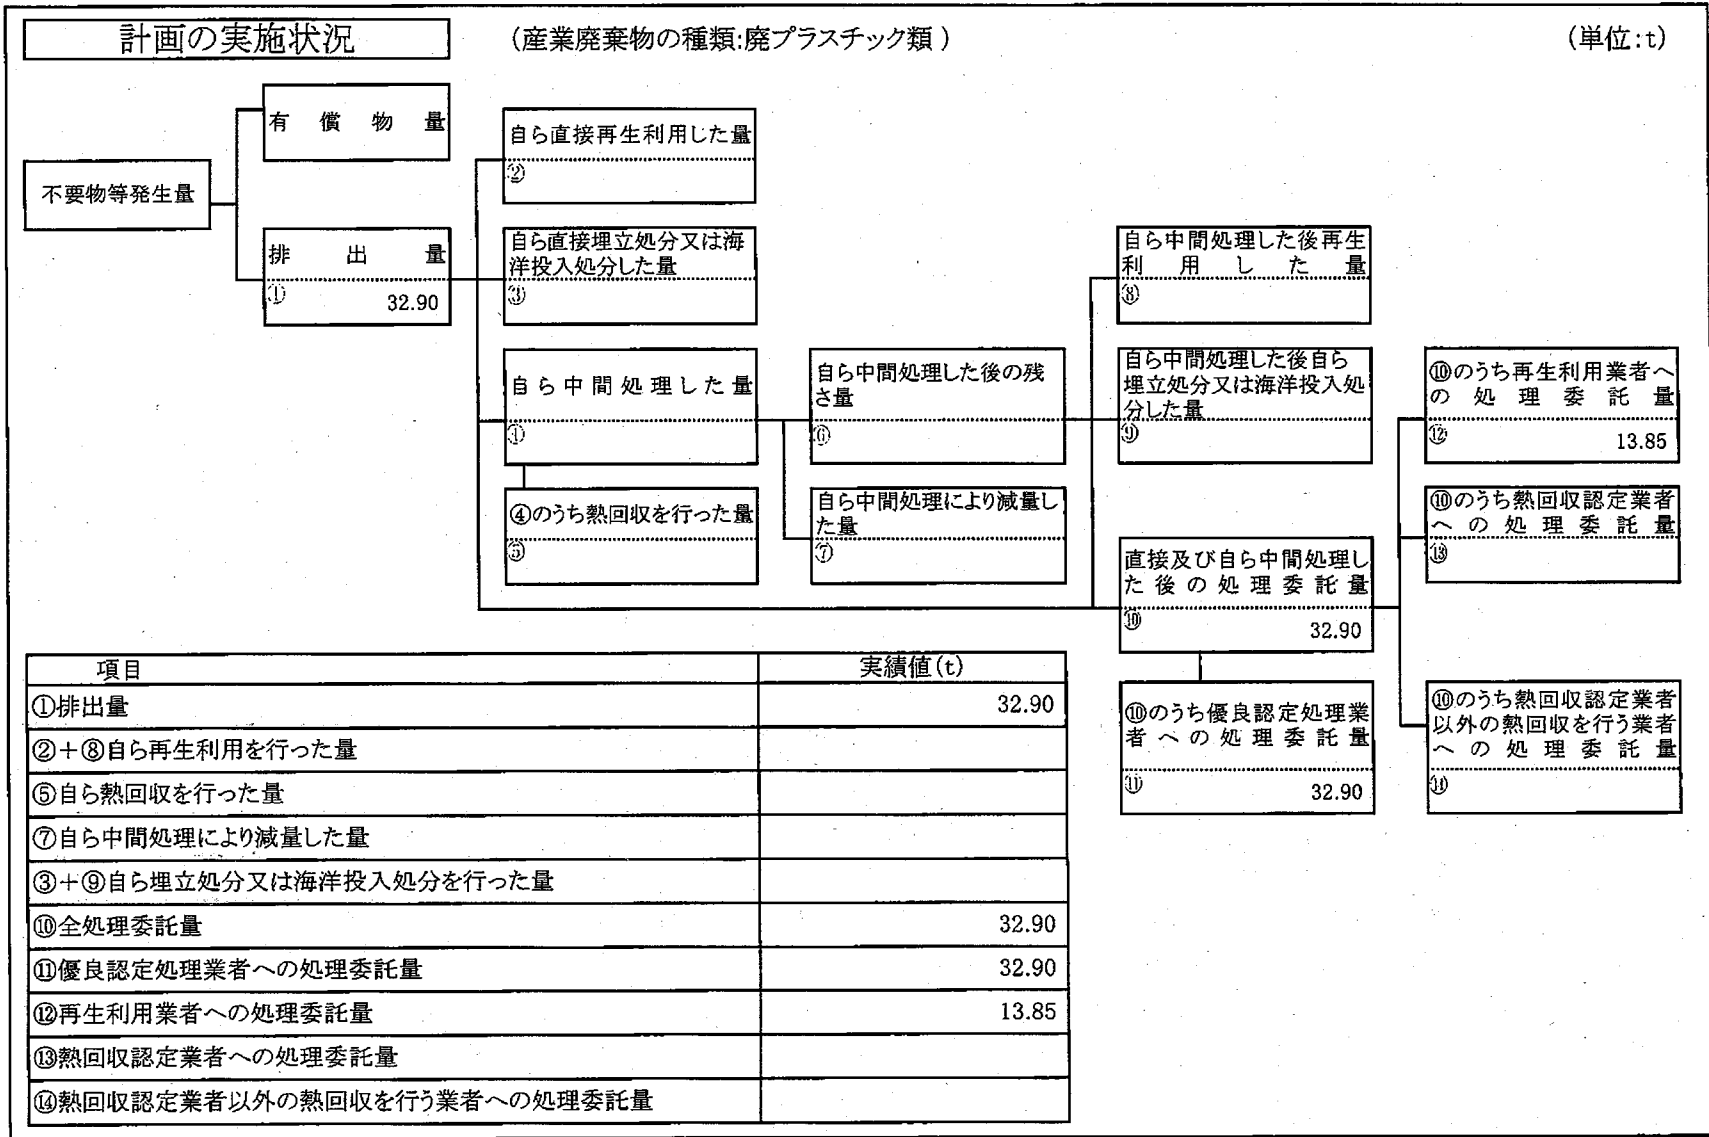 計画の実施状況
(産業廃棄物の種類:廃プラスチック類)
(単位:t)
有償物量
不要物等発生量
排出量
① 32.90
自ら直接再生利用した量
②
自ら直接埋立処分又は海
洋投入処分した量
③
自ら中間処理した量
④
④のうち熱回収を行った量
⑤
自ら中間処理した後の残
さ量
⑥
自ら中間処理により減量し
た量
⑦
自ら中間処理した後再生
利用した量
⑧
自ら中間処理した後自ら
埋立処分又は海洋投入処
分した量
⑨
直接及び自ら中間処理し
た後の処理委託量
⑩ 32.90
⑩のうち優良認定処理業
者への処理委託量
⑪ 32.90
⑩のうち再生利用業者へ
の処理委託量
⑫ 13.85
⑩のうち熱回収認定業者
への処理委託量
⑬
⑩のうち熱回収認定業者
以外の熱回収を行う業者
への処理委託量
⑭
項目 実績値(t)
①排出量 32.90
②+⑧自ら再生利用を行った量
⑤自ら熱回収を行った量
⑦自ら中間処理により減量した量
③+⑨自ら埋立処分又は海洋投入処分を行った量
⑩全処理委託量 32.90
⑪優良認定処理業者への処理委託量 32.90
⑫再生利用業者への処理委託量 13.85
⑬熱回収認定業者への処理委託量
⑭熱回収認定業者以外の熱回収を行う業者への処理委託量